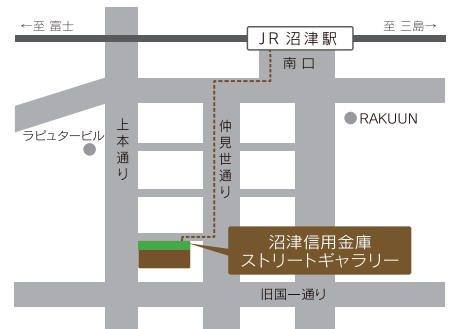 ←至 富士
JR 沼津駅
至 三島→
南 口
RAKUUN
ラピュタービル
上本通り
仲見世通り
沼津信用金庫
ストリートギャラリー
旧国一通り